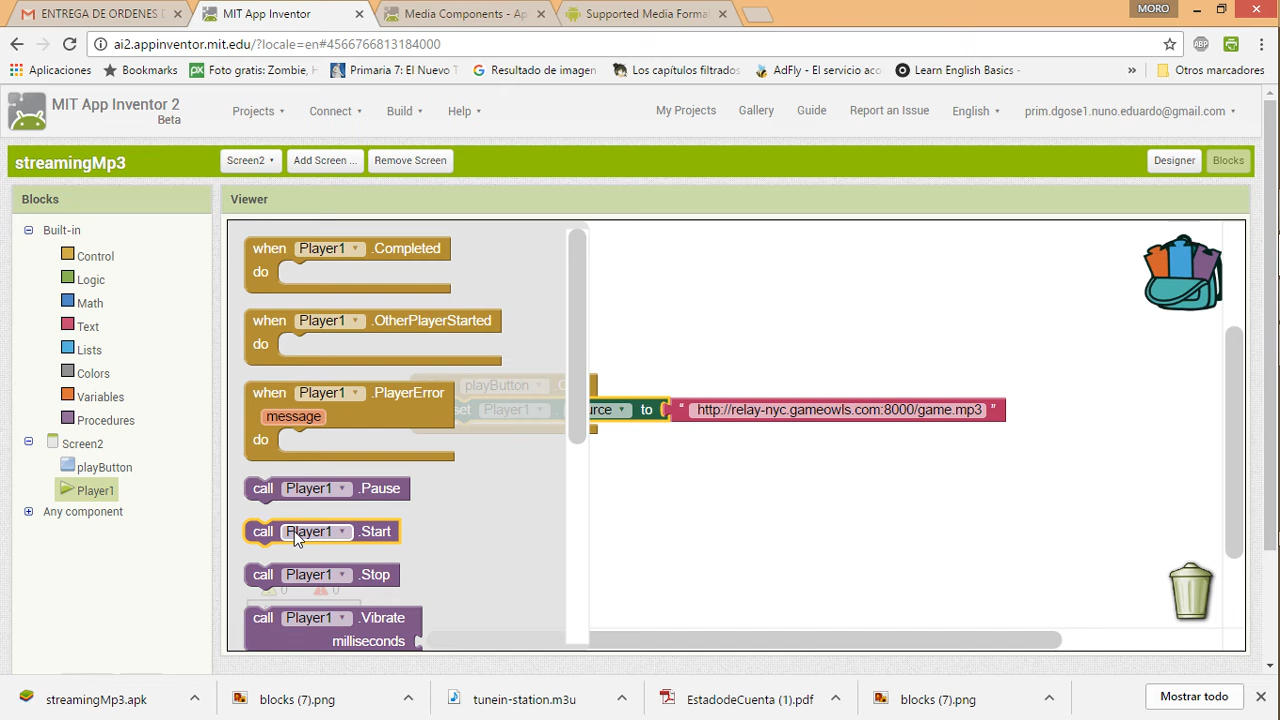 ENTREGA DE ORDENES D
MIT App Inventor
Media Components - Ap
Supported Media Forma
MORO
ai2.appinventor.mit.edu/?locale=en#4566766813184000
ABP
Aplicaciones
Bookmarks
Foto gratis: Zombie,
Primaria 7: El Nuevo T
Resultado de imagen
Los capítulos filtrados
AdFly - El servicio aco
Learn English Basics -
»
Otros marcadores
MIT App Inventor 2
Beta
Projects
Connect
Build
Help
My Projects
Gallery
Guide
Report an Issue
English
prim.dgose1.nuno.eduardo@gmail.com
streamingMp3
Screen2
Add Screen ...
Remove Screen
Designer
Blocks
Blocks
Viewer
Built-in
Control
Logic
Math
Text
Lists
Colors
Variables
Procedures
Screen2
playButton
Player1
Any component
when Player1 .Completed
do
when Player1 .OtherPlayerStarted
do
when Player1 .PlayerError
message
do
playButton
set Player1 . urce to " http://relay-nyc.gameowls.com:8000/game.mp3 "
call Player1 .Pause
call Player1 .Start
call Player1 .Stop
0 0
call Player1 .Vibrate
milliseconds
streamingMp3.apk
blocks (7).png
tunein-station.m3u
EstadodeCuenta (1).pdf
blocks (7).png
Mostrar todo